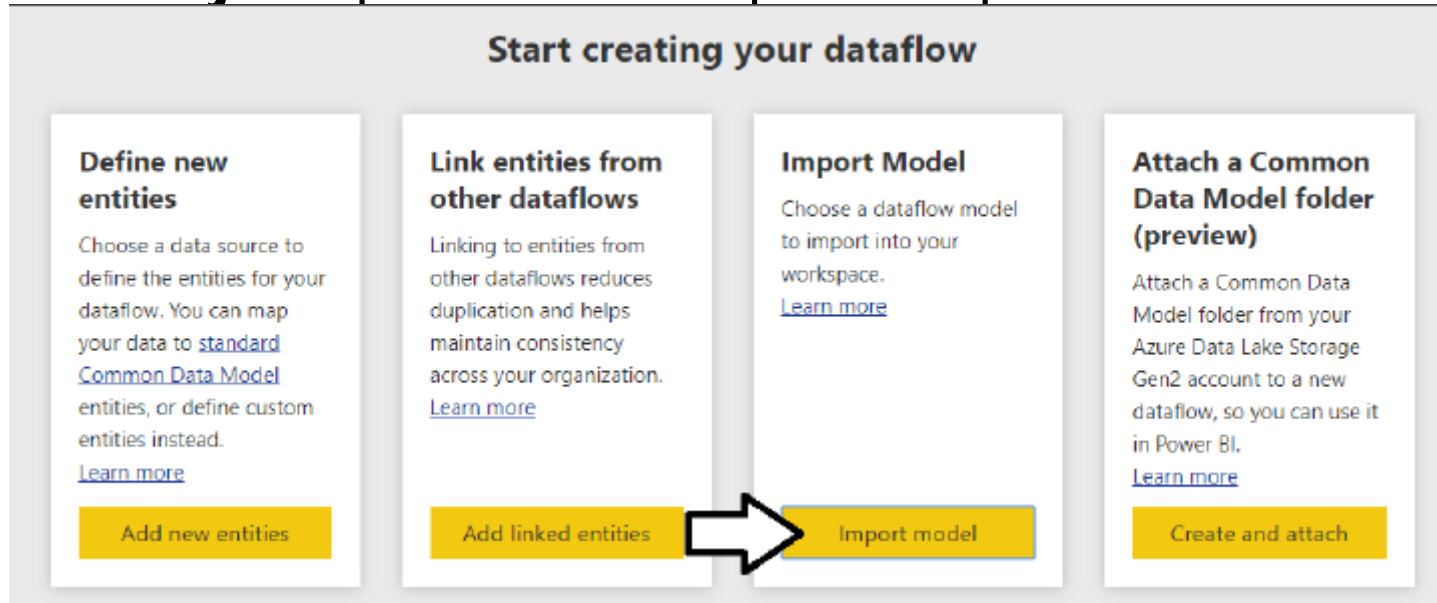 Start creating your dataflow
Define new
entities
Choose a data source to
define the entities for your
dataflow. You can map
your data to standard
Common Data Model
entities, or define custom
entities instead.
Learn more
Add new entities
Link entities from
other dataflows
Linking to entities from
other dataflows reduces
duplication and helps
maintain consistency
across your organization.
Learn more
Add linked entities
Import Model
Choose a dataflow model
to import into your
workspace.
Learn more
Import model
Attach a Common
Data Model folder
(preview)
Attach a Common Data
Model folder from your
Azure Data Lake Storage
Gen2 account to a new
dataflow, so you can use it
in Power BI.
Learn more
Create and attach